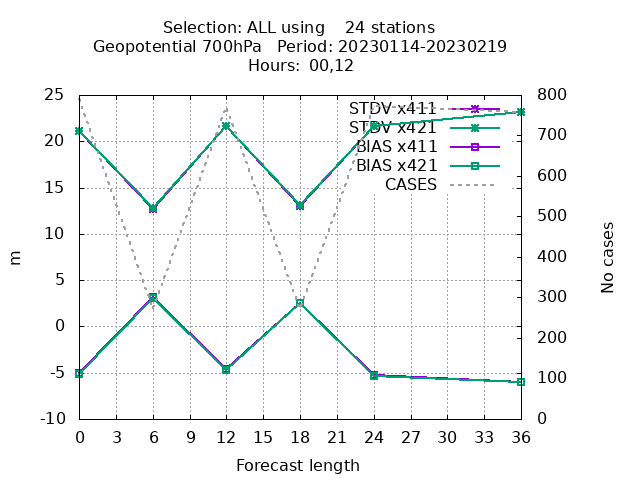 Selection: ALL using    24 stations
Geopotential 700hPa   Period: 20230114-20230219
Hours: 00,12
25
20
15
10
5
0
-5
-10
m
800
700
600
500
400
300
200
100
0
No cases
STDV x411
STDV x421
BIAS x411
BIAS x421
CASES
0 3 6 9 12 15 18 21 24 27 30 33 36
Forecast length